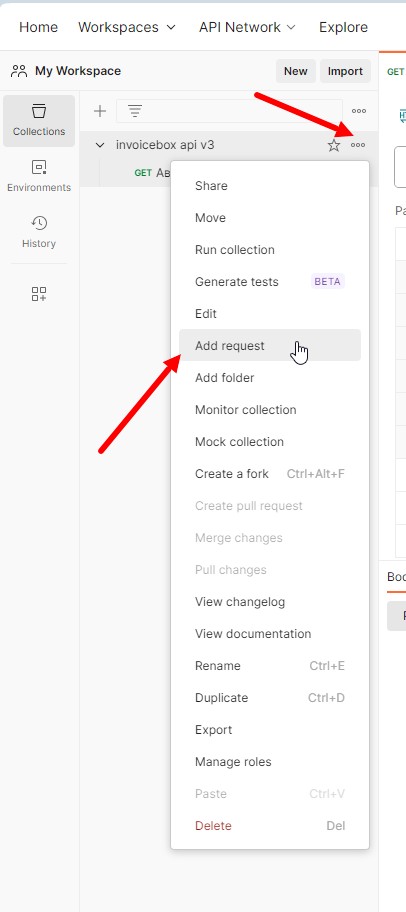 Home Workspaces API Network Explore
My Workspace New Import
GET
Collections
invoicebox api v3
GET Ав
Environments
History
Share
Move
Run collection
Generate tests BETA
Edit
Add request
Add folder
Monitor collection
Mock collection
Create a fork Ctrl+Alt+F
Create pull request
Merge changes
Pull changes
View changelog
View documentation
Rename Ctrl+E
Duplicate Ctrl+D
Export
Manage roles
Paste Ctrl+V
Delete Del
Pa
Boc